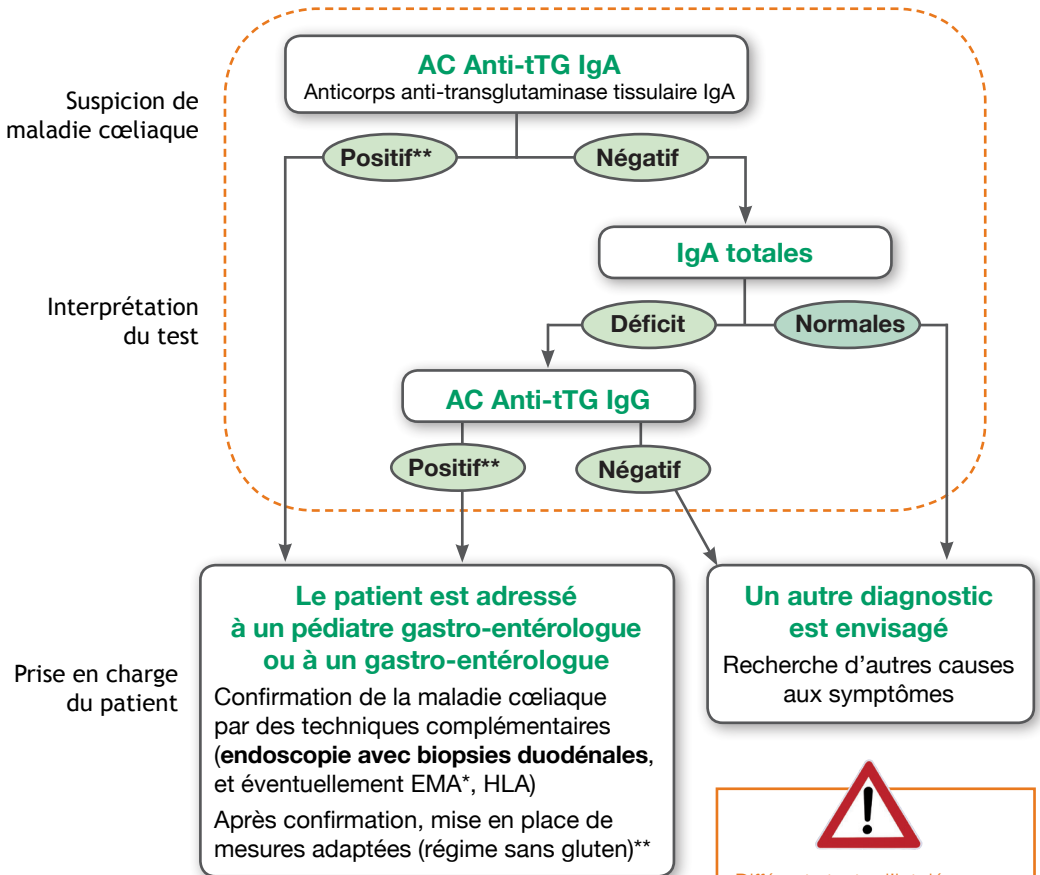 AC Anti-tTG IgA
Anticorps anti-transglutaminase tissulaire IgA
Suspicion de
maladie cœliaque
Positif**
Négatif
IgA totales
Interprétation
du test
Déficit
Normales
AC Anti-tTG IgG
Positif**
Négatif
Prise en charge
du patient
Le patient est adressé
à un pédiatre gastro-entérologue
ou à un gastro-entérologue
Confirmation de la maladie cœliaque
par des techniques complémentaires
(endoscopie avec biopsies duodénales,
et éventuellement EMA*, HLA)
Après confirmation, mise en place de
mesures adaptées (régime sans gluten)**
Un autre diagnostic
est envisagé
Recherche d'autres causes
aux symptômes
!